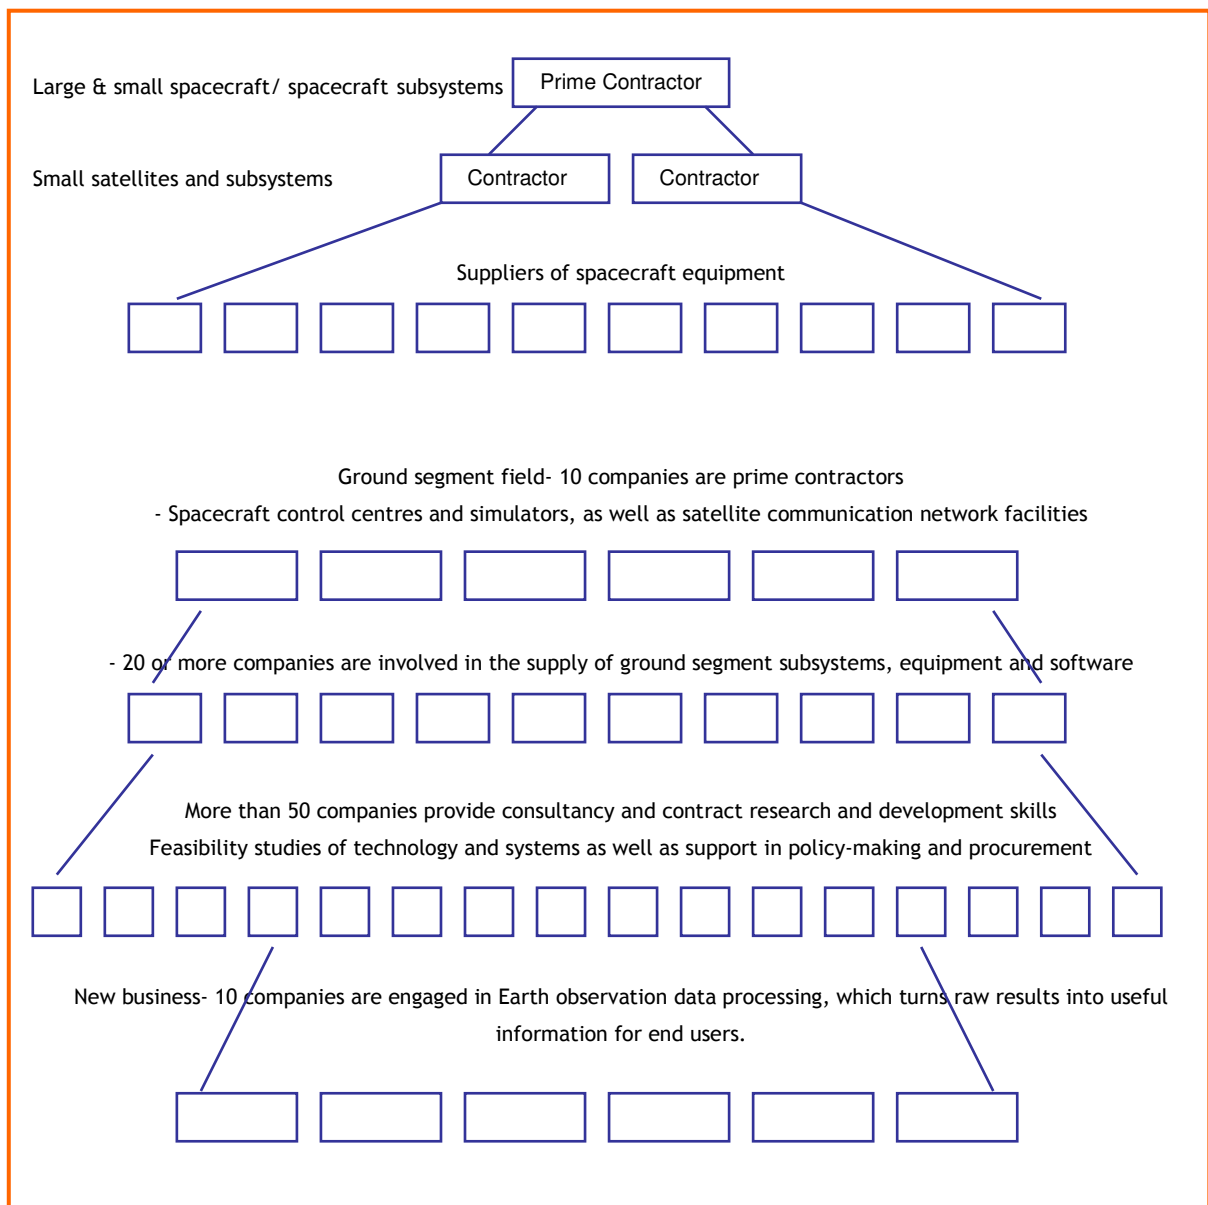 Large & small spacecraft/ spacecraft subsystems
Prime Contractor
Small satellites and subsystems
Contractor
Contractor
Suppliers of spacecraft equipment
Ground segment field- 10 companies are prime contractors
- Spacecraft control centres and simulators, as well as satellite communication network facilities
- 20 or more companies are involved in the supply of ground segment subsystems, equipment and software
More than 50 companies provide consultancy and contract research and development skills
Feasibility studies of technology and systems as well as support in policy-making and procurement
New business- 10 companies are engaged in Earth observation data processing, which turns raw results into useful
information for end users.